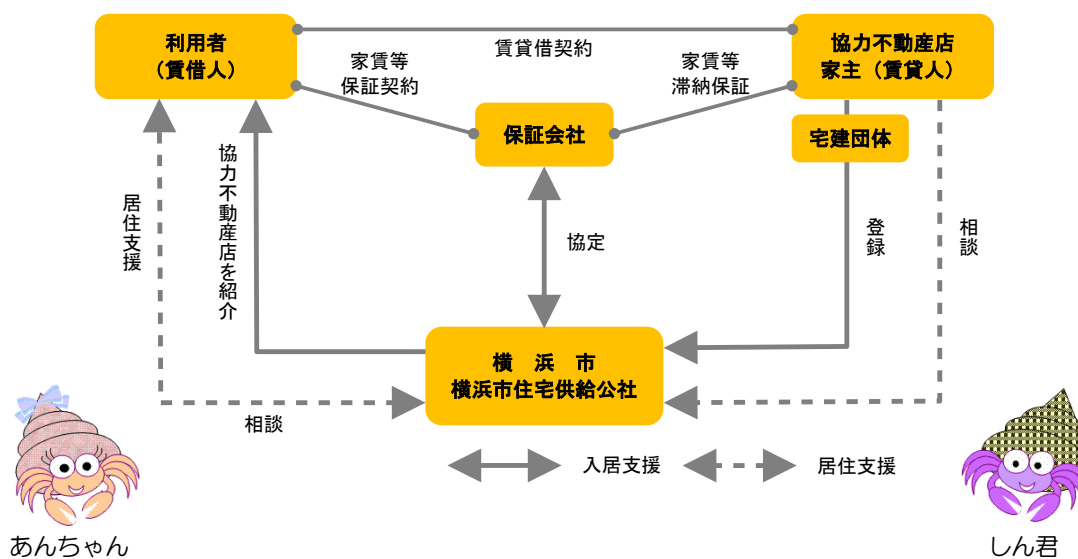 利用者
（賃借人）
賃貸借契約
協力不動産店
家主（賃貸人）
家賃等
保証契約
家賃等
滞納保証
保証会社
宅建団体
協力不動産店を紹介
居住支援
協定
登録
相談
横　浜　市
横浜市住宅供給公社
相談
入居支援
居住支援
あんちゃん
しん君